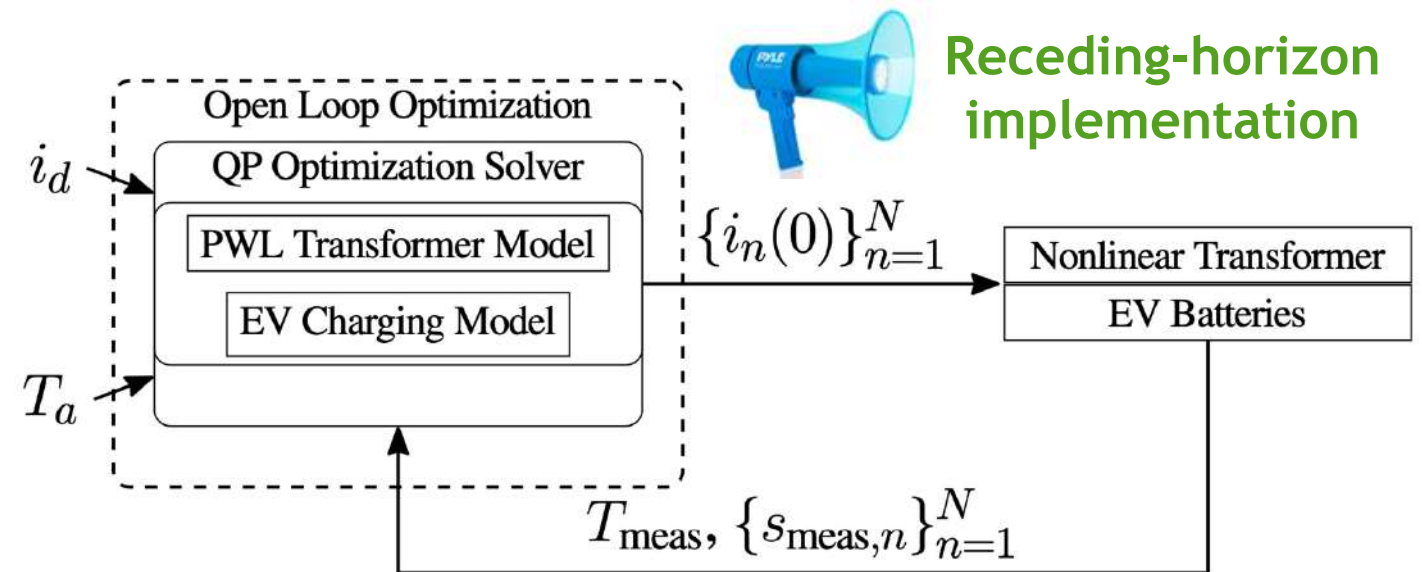 PYLE
Receding-horizon
implementation
Open Loop Optimization
QP Optimization Solver
PWL Transformer Model
EV Charging Model
i_d
T_a
{i_n(0)}_{n=1}^N
Nonlinear Transformer
EV Batteries
T_meas, {s_meas,n}_{n=1}^N